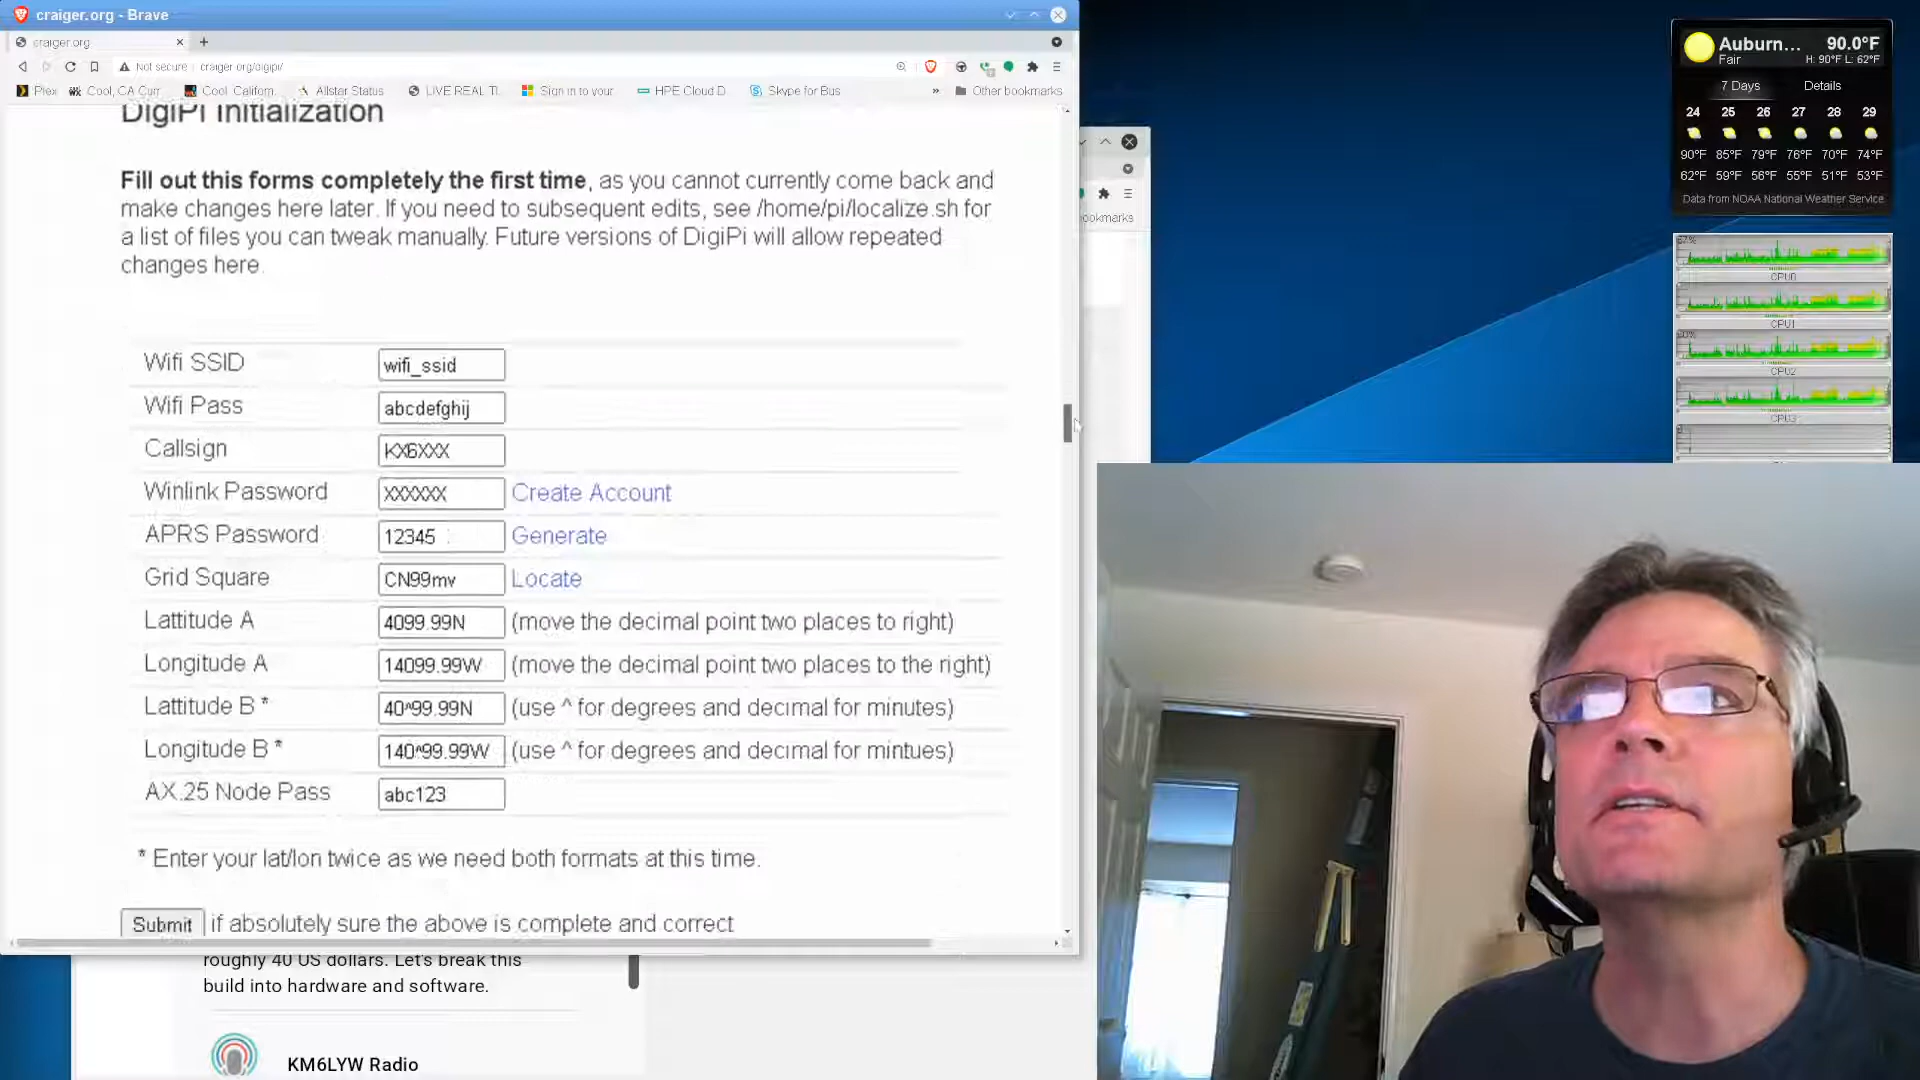 craiger.org - Brave
craiger.org
Not secure craiger.org/digipi/
Plex
Cool, CA Curr
Cool Californ.
Allstar Status
LIVE REAL TI.
Sign in to your
HPE Cloud D
Skype for Bus
»
Other bookmarks
DigiPi Initialization
Fill out this forms completely the first time, as you cannot currently come back and
make changes here later. If you need to subsequent edits, see /home/pi/localize.sh for
a list of files you can tweak manually. Future versions of DigiPi will allow repeated
changes here.
Wifi SSID wifi_ssid
Wifi Pass abcdefghij
Callsign KX6XXX
Winlink Password XXXXXX Create Account
APRS Password 12345 Generate
Grid Square CN99mv Locate
Lattitude A 4099.99N (move the decimal point two places to right)
Longitude A 14099.99W (move the decimal point two places to the right)
Lattitude B * 40^99.99N (use ^ for degrees and decimal for minutes)
Longitude B * 140^99.99W (use ^ for degrees and decimal for mintues)
AX.25 Node Pass abc123
* Enter your lat/lon twice as we need both formats at this time.
Submit if absolutely sure the above is complete and correct
roughly 40 US dollars. Let's break this
build into hardware and software.
KM6LYW Radio
ookmarks
Auburn... 90.0°F
Fair H: 90°F L: 62°F
7 Days Details
24 25 26 27 28 29
90°F 85°F 79°F 76°F 70°F 74°F
62°F 59°F 56°F 55°F 51°F 53°F
Data from NOAA National Weather Service
CPU0
CPU1
CPU2
CPU3